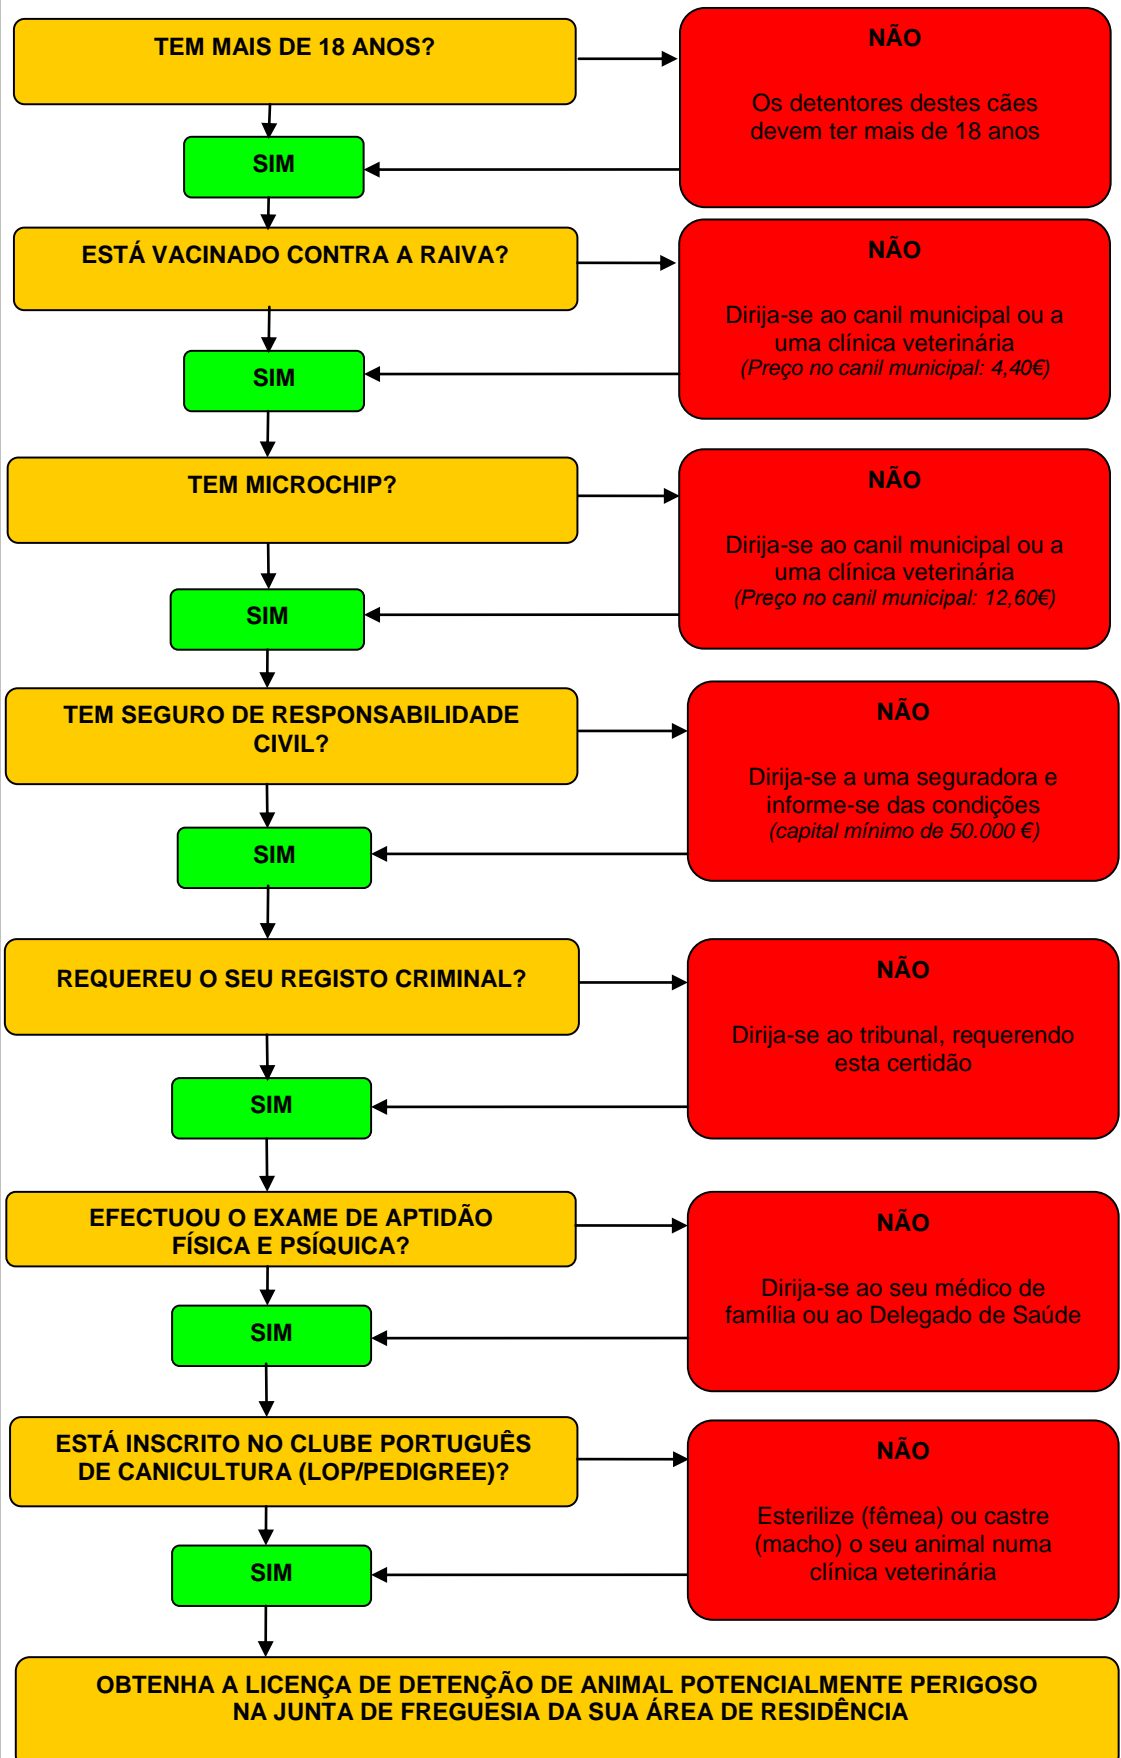 TEM MAIS DE 18 ANOS?
NÃO
Os detentores destes cães
devem ter mais de 18 anos
SIM
ESTÁ VACINADO CONTRA A RAIVA?
NÃO
Dirija-se ao canil municipal ou a
uma clínica veterinária
(Preço no canil municipal: 4,40€)
SIM
TEM MICROCHIP?
NÃO
Dirija-se ao canil municipal ou a
uma clínica veterinária
(Preço no canil municipal: 12,60€)
SIM
TEM SEGURO DE RESPONSABILIDADE
CIVIL?
NÃO
Dirija-se a uma seguradora e
informe-se das condições
(capital mínimo de 50.000 €)
SIM
REQUEREU O SEU REGISTO CRIMINAL?
NÃO
Dirija-se ao tribunal, requerendo
esta certidão
SIM
EFECTUOU O EXAME DE APTIDÃO
FÍSICA E PSÍQUICA?
NÃO
Dirija-se ao seu médico de
família ou ao Delegado de Saúde
SIM
ESTÁ INSCRITO NO CLUBE PORTUGUÊS
DE CANICULTURA (LOP/PEDIGREE)?
NÃO
Esterilize (fêmea) ou castre
(macho) o seu animal numa
clínica veterinária
SIM
OBTENHA A LICENÇA DE DETENÇÃO DE ANIMAL POTENCIALMENTE PERIGOSO
NA JUNTA DE FREGUESIA DA SUA ÁREA DE RESIDÊNCIA